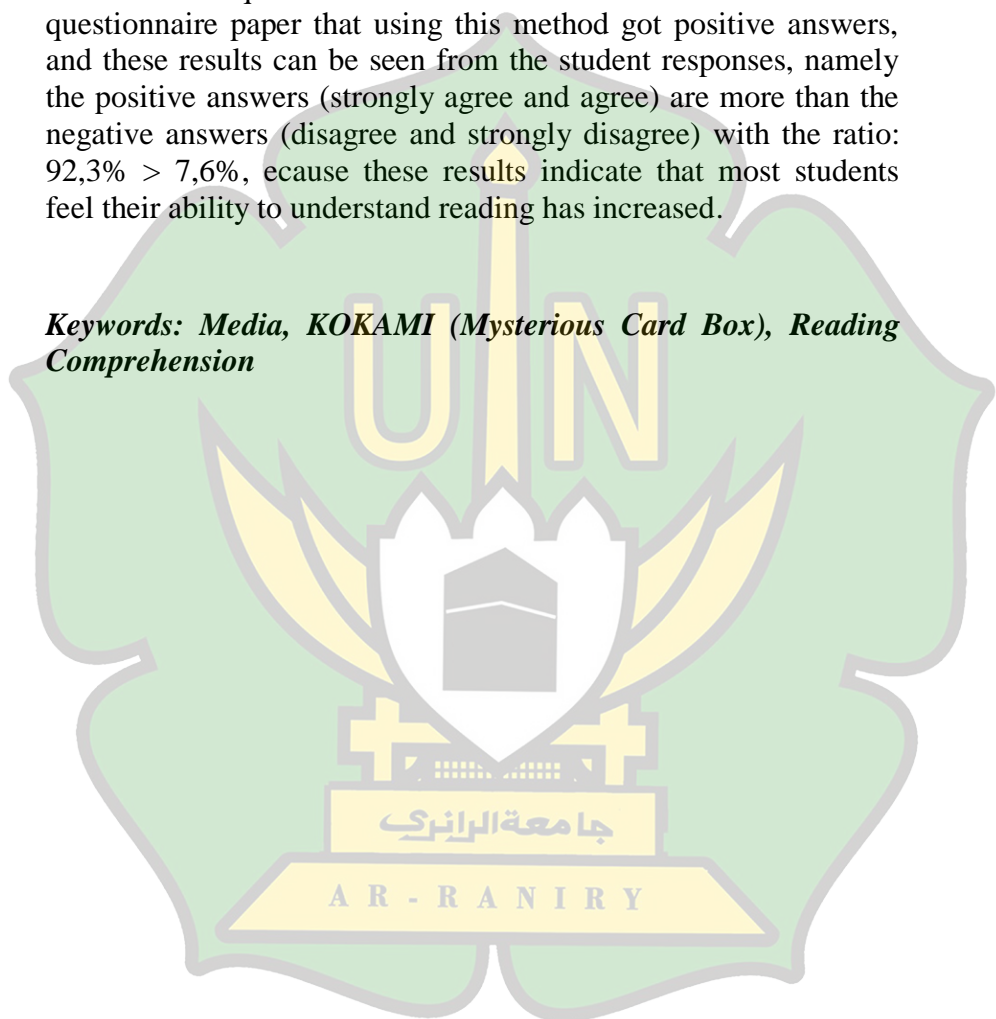 questionnaire paper that using this method got positive answers,
and these results can be seen from the student responses, namely
the positive answers (strongly agree and agree) are more than the
negative answers (disagree and strongly disagree) with the ratio:
92,3% > 7,6%, ecause these results indicate that most students
feel their ability to understand reading has increased.
Keywords: Media, KOKAMI (Mysterious Card Box), Reading
Comprehension
UIN
جامعة الرانري
AR-RANIRY